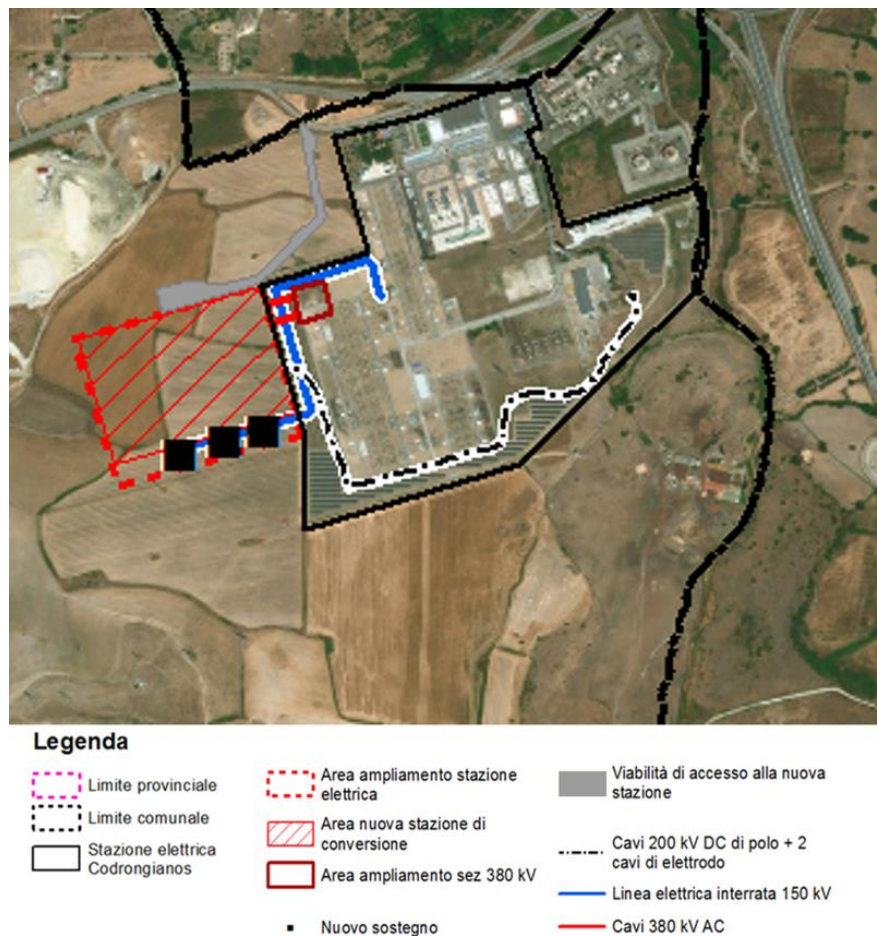 Legenda
Limite provinciale
Limite comunale
Stazione elettrica
Codrongianos
Area ampliamento stazione
elettrica
Area nuova stazione di
conversione
Area ampliamento sez 380 kV
Nuovo sostegno
Viabilità di accesso alla nuova
stazione
Cavi 200 kV DC di polo + 2
cavi di elettrodo
Linea elettrica interrata 150 kV
Cavi 380 kV AC